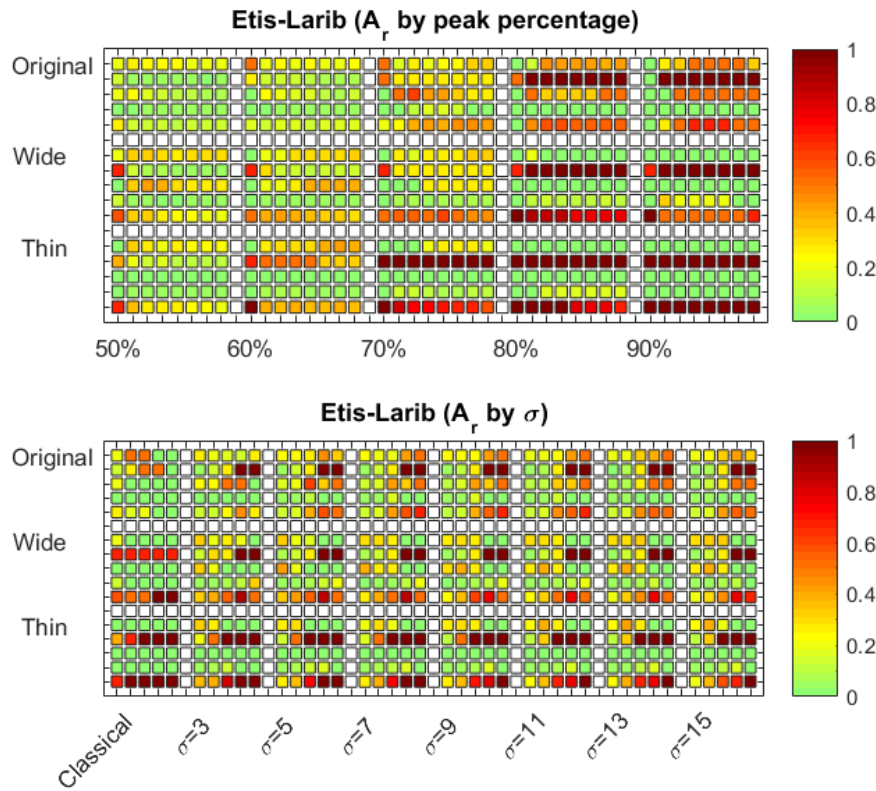 Etis-Larib (A_r by peak percentage)
Original
Wide
Thin
50% 60% 70% 80% 90%
1
0.8
0.6
0.4
0.2
0
Etis-Larib (A_r by σ)
Original
Wide
Thin
Classical σ=3 σ=5 σ=7 σ=9 σ=11 σ=13 σ=15
1
0.8
0.6
0.4
0.2
0